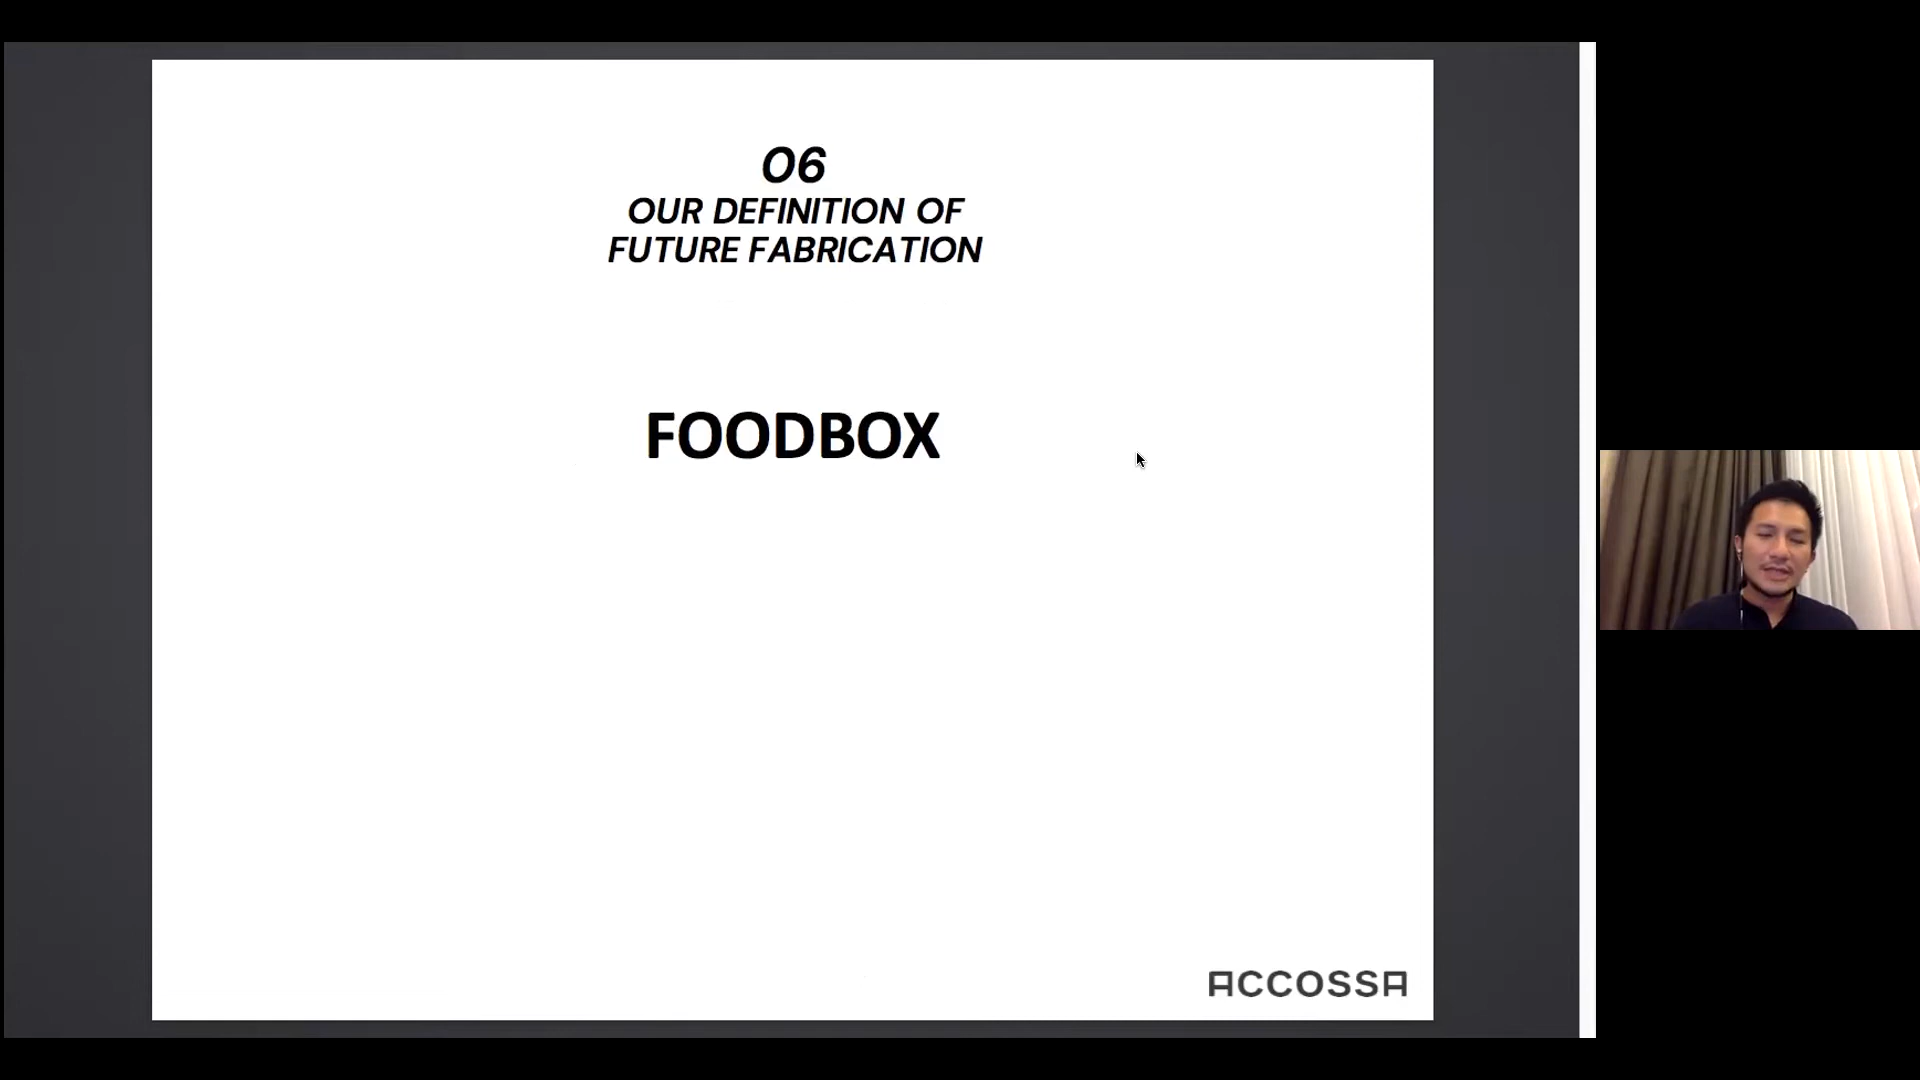 06
OUR DEFINITION OF
FUTURE FABRICATION
FOODBOX
ACCOSSA